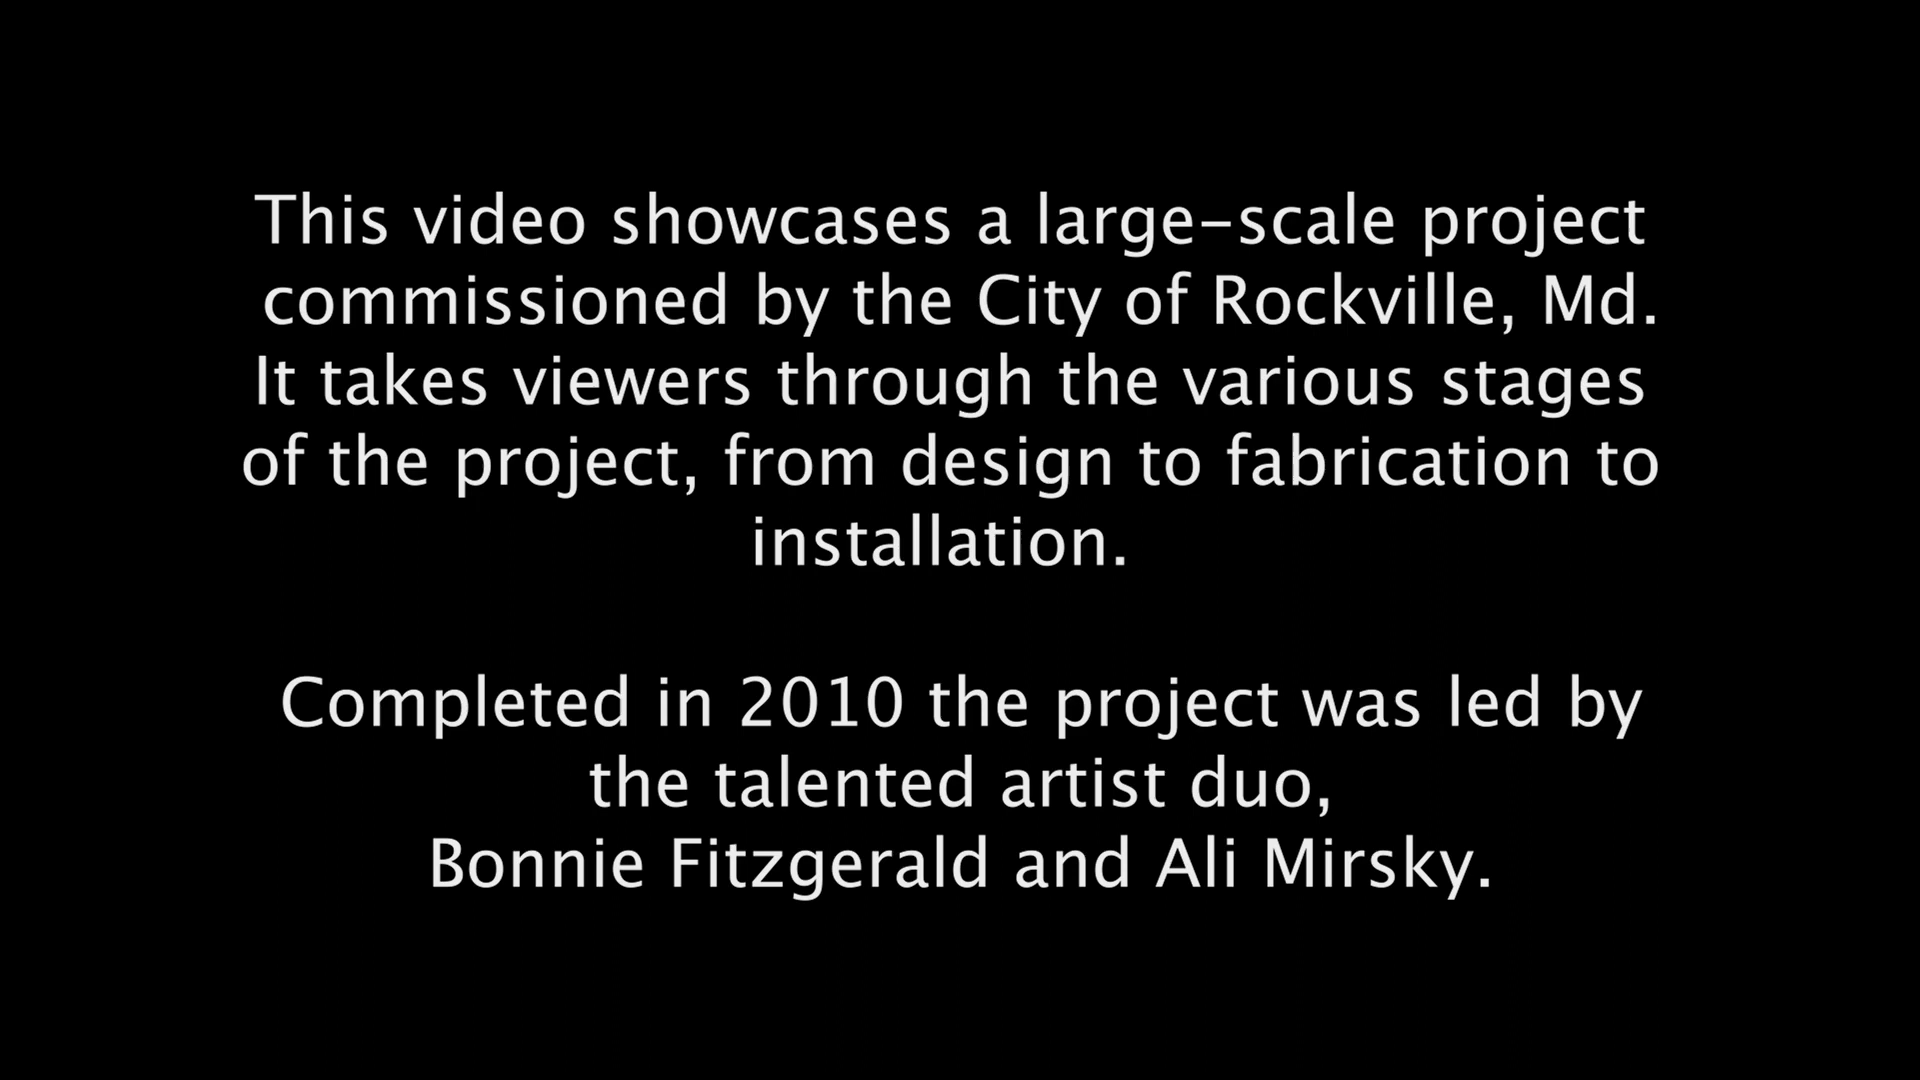 This video showcases a large-scale project
commissioned by the City of Rockville, Md.
It takes viewers through the various stages
of the project, from design to fabrication to
installation.
Completed in 2010 the project was led by
the talented artist duo,
Bonnie Fitzgerald and Ali Mirsky.